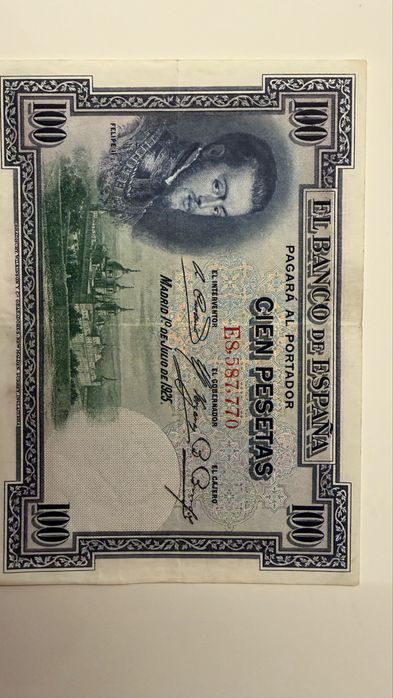 100
100
EL BANCO DE ESPAÑA
PAGARÁ AL PORTADOR
CIEN PESETAS
E8,587,770
EL INTERVENTOR
EL GOBERNADOR
EL CAJERO
MADRID 1º DE JULIO DE 1925.
FELIPE II
100
100